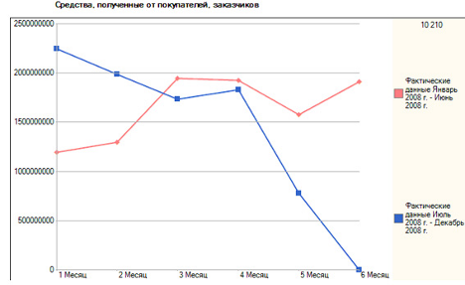 Средства, полученные от покупателей, заказчиков
2500000000
2000000000
1500000000
1000000000
500000000
0
1 Месяц
2 Месяц
3 Месяц
4 Месяц
5 Месяц
6 Месяц
10 210
Фактические
данные Январь
2008 г. - Июнь
2008 г.
Фактические
данные Июль
2008 г. - Декабрь
2008 г.